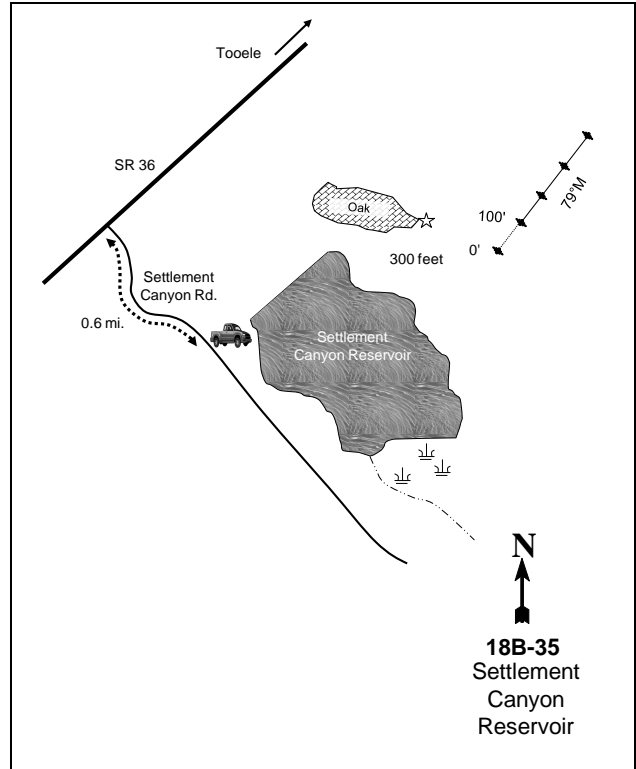 Tooele
SR 36
Oak
79°M
100'
0'
300 feet
Settlement
Canyon Rd.
0.6 mi.
Settlement
Canyon Reservoir
N
18B-35
Settlement
Canyon
Reservoir